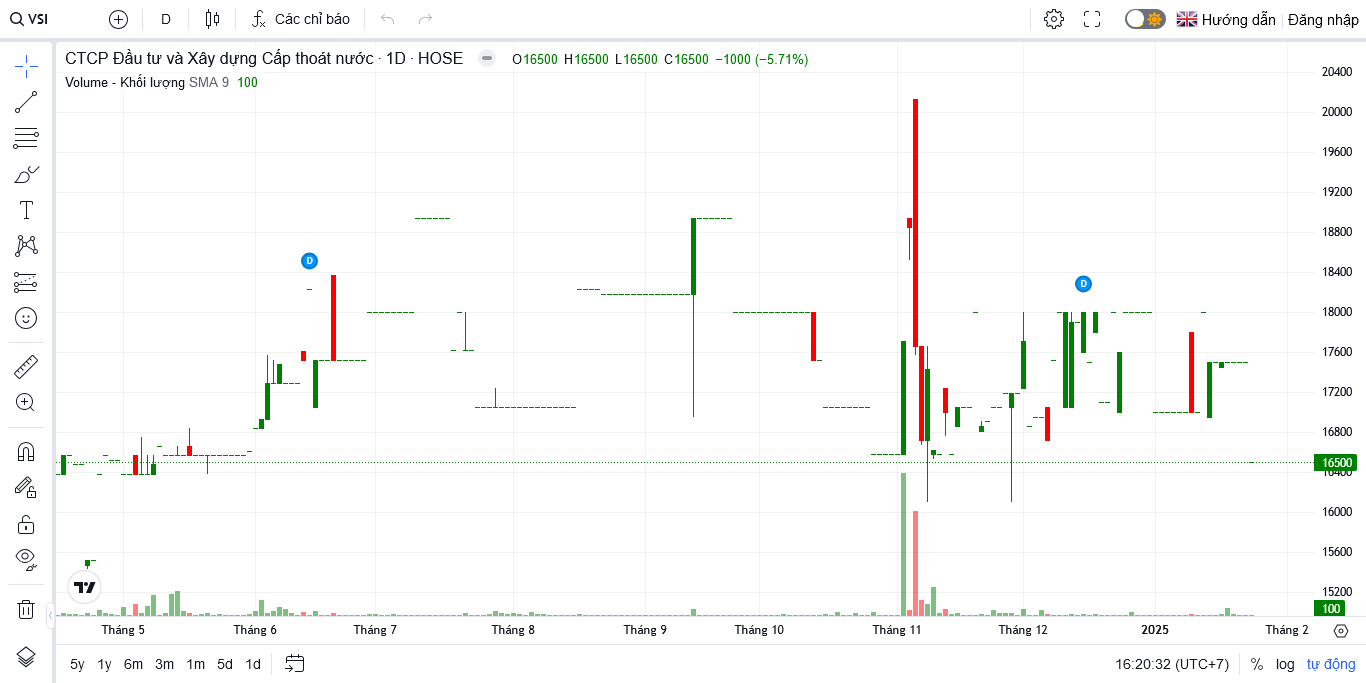 VSI D Các chỉ báo Hướng dẫn Đăng nhập
CTCP Đầu tư và Xây dựng Cấp thoát nước · 1D · HOSE O16500 H16500 L16500 C16500 −1000 (−5.71%)
Volume - Khối lượng SMA 9 100
D
D
20400
20000
19600
19200
18800
18400
18000
17600
17200
16800
16500
16400
16000
15600
15200
100
Tháng 5 Tháng 6 Tháng 7 Tháng 8 Tháng 9 Tháng 10 Tháng 11 Tháng 12 2025 Tháng 2
5y 1y 6m 3m 1m 5d 1d 16:20:32 (UTC+7) % log tự động